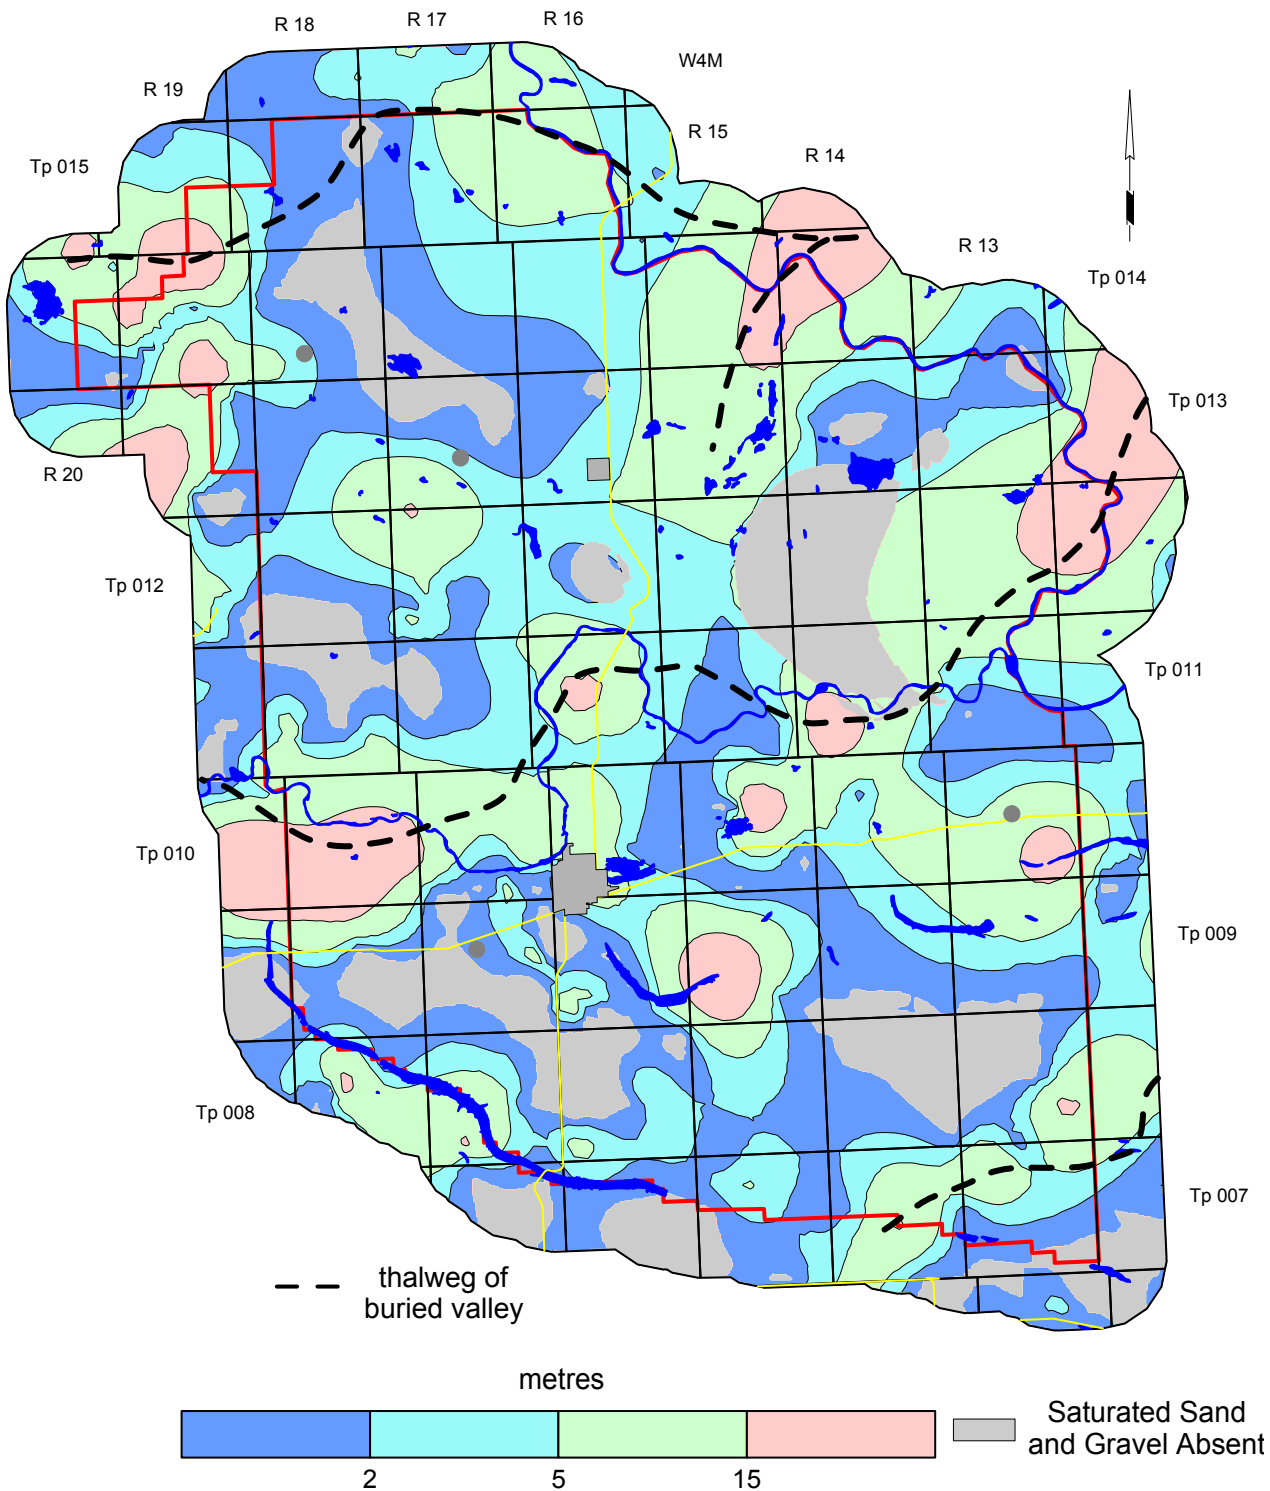 R 16
R 17
R 18
W4M
R 19
R 15
R 14
Tp 015
R 13
Tp 014
Tp 013
R 20
Tp 012
Tp 011
Tp 010
Tp 009
Tp 008
Tp 007
thalweg of
buried valley
metres
Saturated Sand
and Gravel Absent
2
5
15